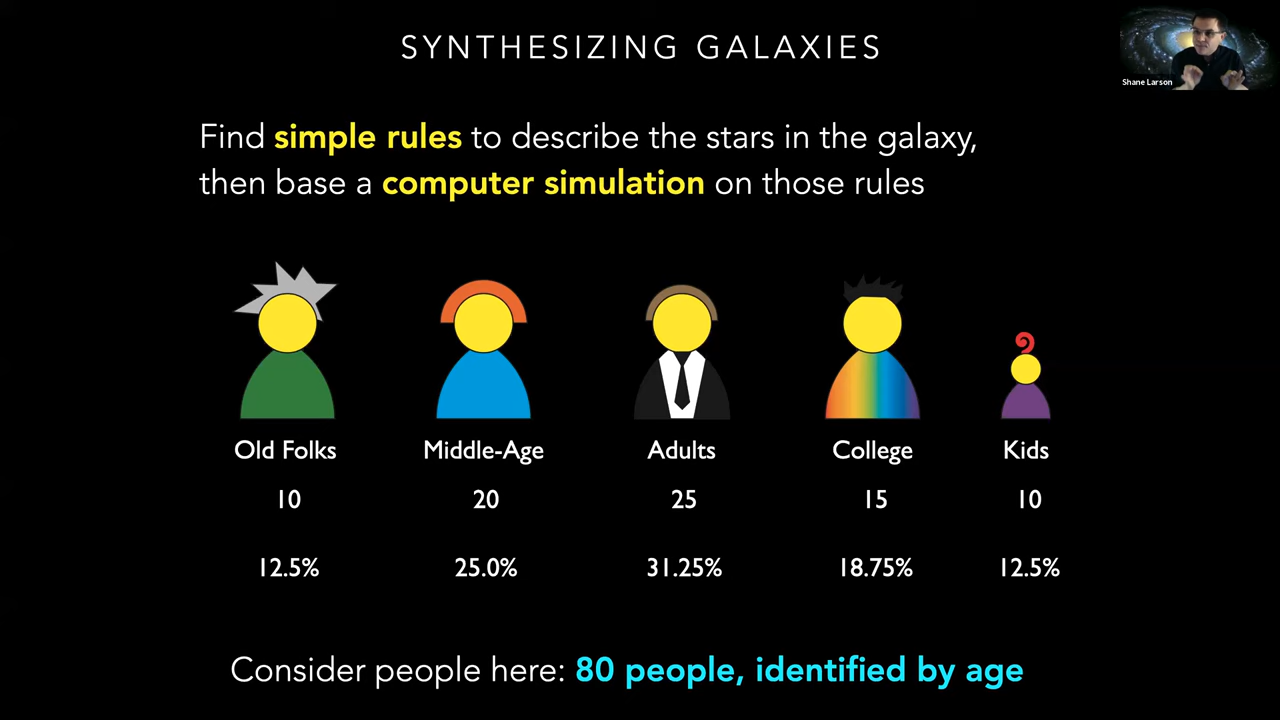 SYNTHESIZING GALAXIES
Shane Larson
Find simple rules to describe the stars in the galaxy,
then base a computer simulation on those rules
Old Folks Middle-Age Adults College Kids
10 20 25 15 10
12.5% 25.0% 31.25% 18.75% 12.5%
Consider people here: 80 people, identified by age